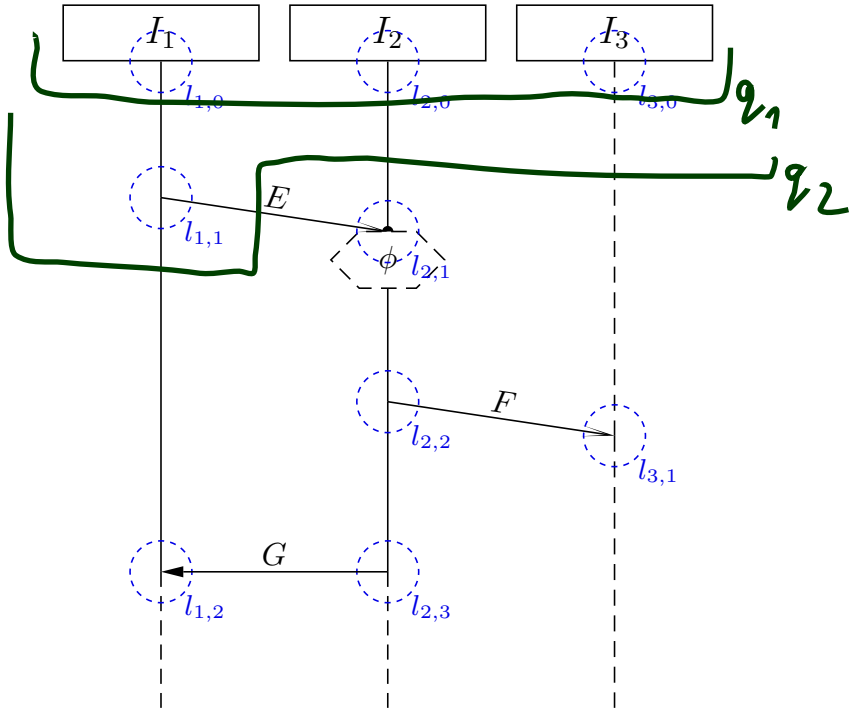 I₁ I₂ I₃
l₁,₀ l₂,₀ l₃,₀
q₁
q₂
E
l₁,₁
l₂,₁
ϕ
F
l₂,₂
l₃,₁
G
l₁,₂ l₂,₃